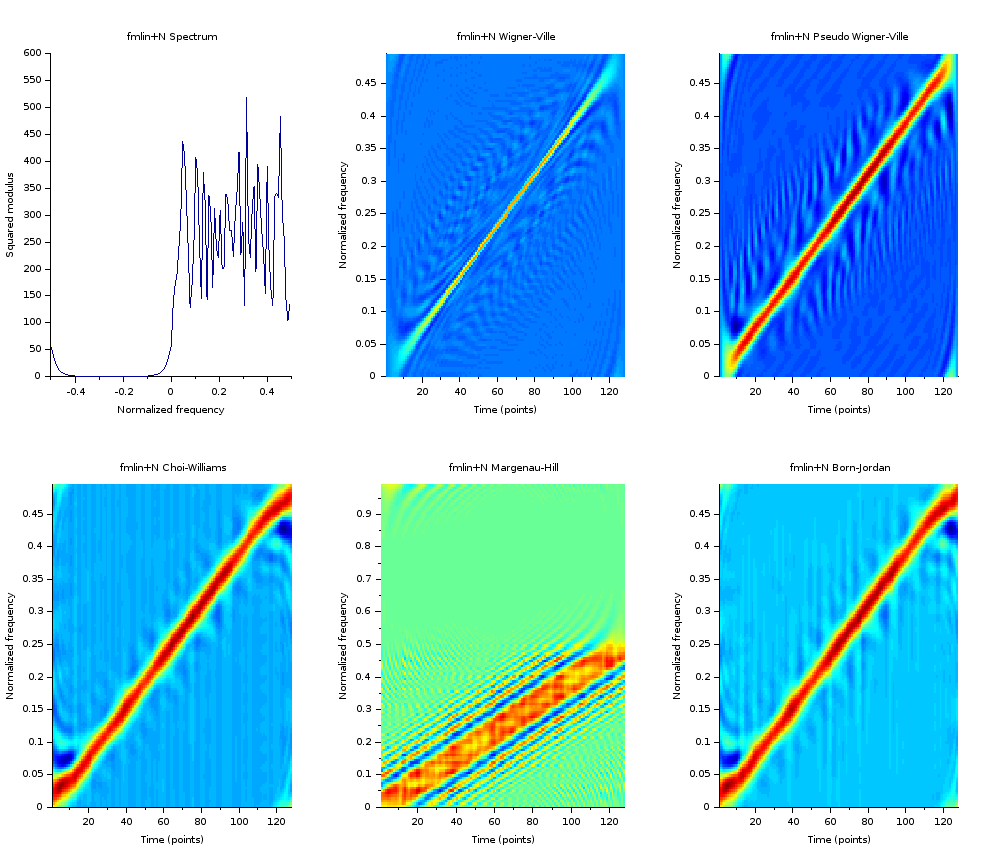 fmlin+N Spectrum
600
550
500
450
400
350
300
250
200
150
100
50
0
Squared modulus
-0.4 -0.2 0 0.2 0.4
Normalized frequency
fmlin+N Wigner-Ville
0.45
0.4
0.35
0.3
0.25
0.2
0.15
0.1
0.05
0
Normalized frequency
20 40 60 80 100 120
Time (points)
fmlin+N Pseudo Wigner-Ville
0.45
0.4
0.35
0.3
0.25
0.2
0.15
0.1
0.05
0
Normalized frequency
20 40 60 80 100 120
Time (points)
fmlin+N Choi-Williams
0.45
0.4
0.35
0.3
0.25
0.2
0.15
0.1
0.05
0
Normalized frequency
20 40 60 80 100 120
Time (points)
fmlin+N Margenau-Hill
0.9
0.8
0.7
0.6
0.5
0.4
0.3
0.2
0.1
0
Normalized frequency
20 40 60 80 100 120
Time (points)
fmlin+N Born-Jordan
0.45
0.4
0.35
0.3
0.25
0.2
0.15
0.1
0.05
0
Normalized frequency
20 40 60 80 100 120
Time (points)